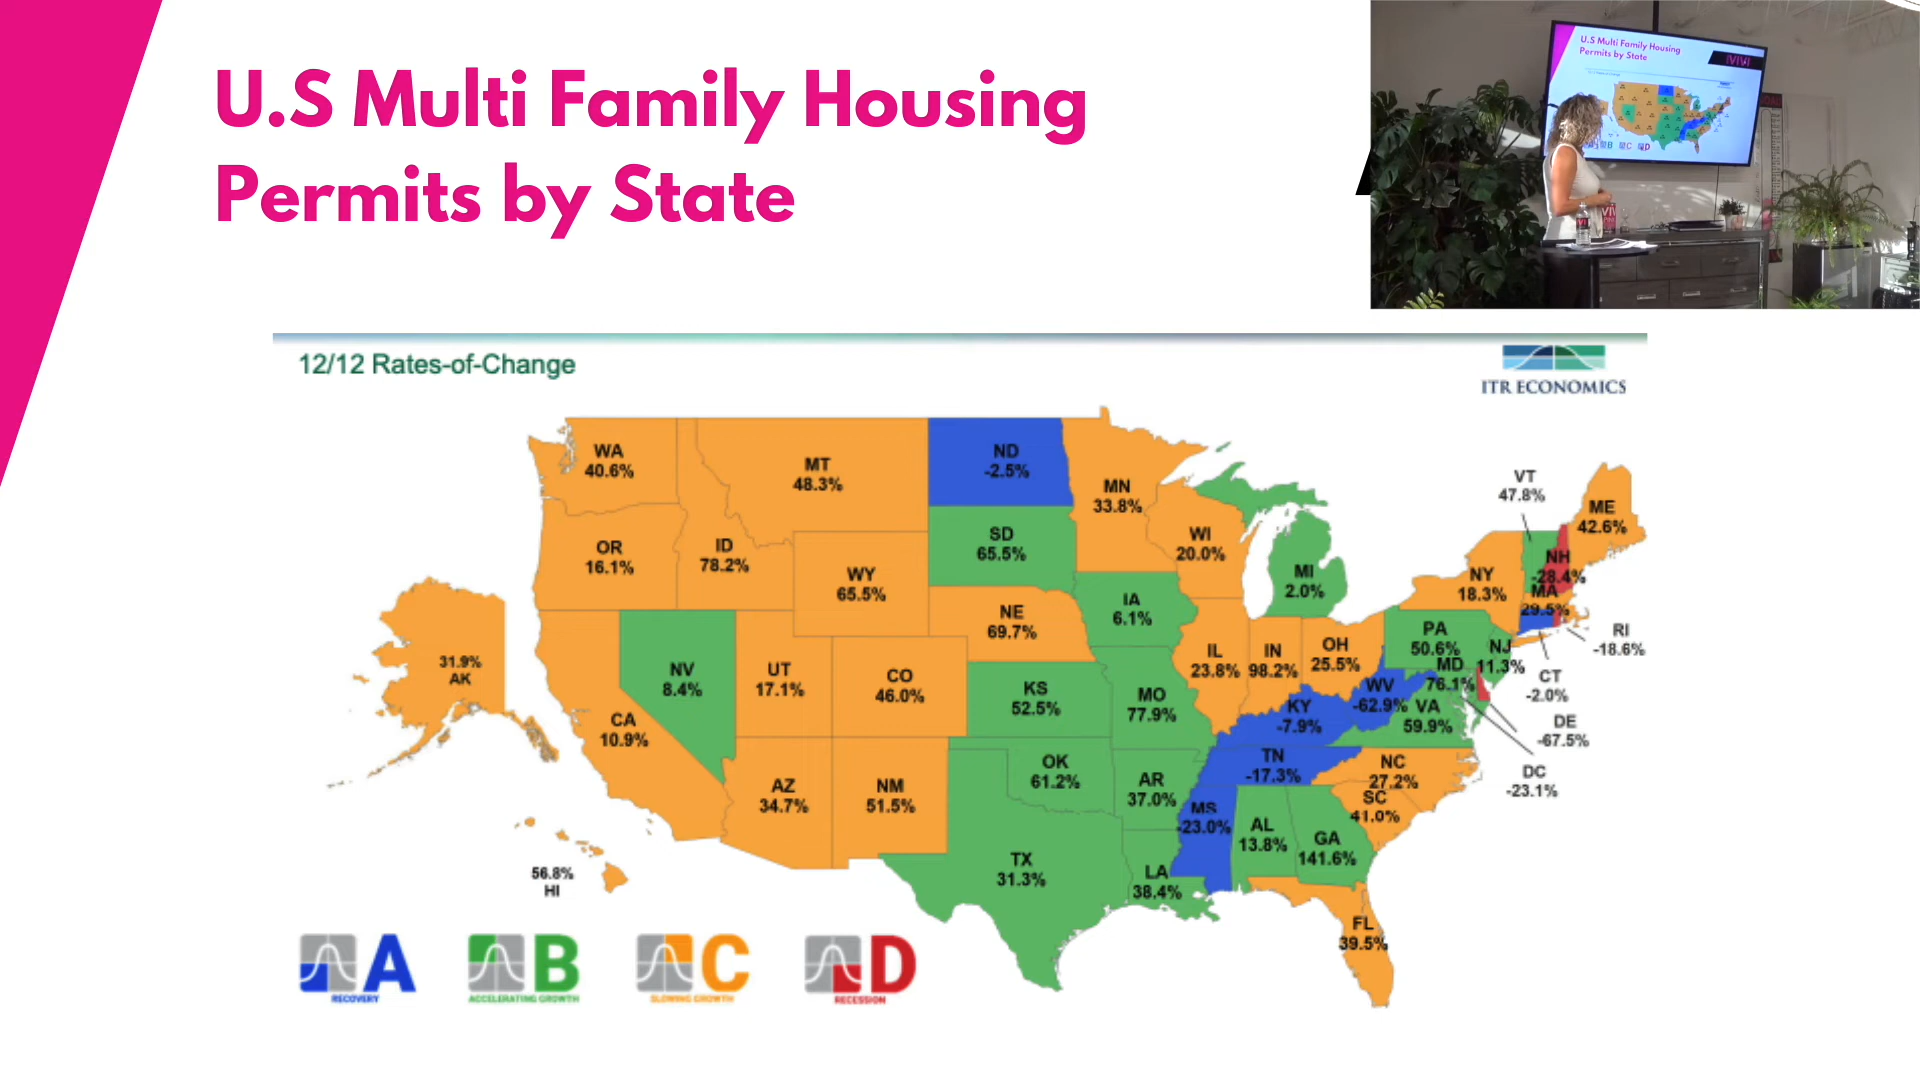 U.S Multi Family Housing
Permits by State
U.S Multi Family Housing
Permits by State
12/12 Rates-of-Change
ITR ECONOMICS
WA
40.6%
MT
48.3%
ND
-2.5%
MN
33.8%
VT
47.8%
ME
42.6%
OR
16.1%
ID
78.2%
WY
65.5%
SD
65.5%
WI
20.0%
MI
2.0%
NY
18.3%
NH
-28.4%
MA
29.5%
RI
-18.6%
NE
69.7%
IA
6.1%
IL
23.8%
IN
98.2%
OH
25.5%
PA
50.6%
NJ
11.3%
CT
-2.0%
31.9%
AK
NV
8.4%
UT
17.1%
CO
46.0%
KS
52.5%
MO
77.9%
KY
-7.9%
WV
-62.9%
MD
76.1%
VA
59.9%
DE
-67.5%
DC
-23.1%
CA
10.9%
AZ
34.7%
NM
51.5%
OK
61.2%
AR
37.0%
TN
-17.3%
NC
27.2%
SC
41.0%
MS
-23.0%
AL
13.8%
GA
141.6%
TX
31.3%
LA
38.4%
FL
39.5%
56.8%
HI
A
RECOVERY
B
ACCELERATING GROWTH
C
SLOWING GROWTH
D
RECESSION